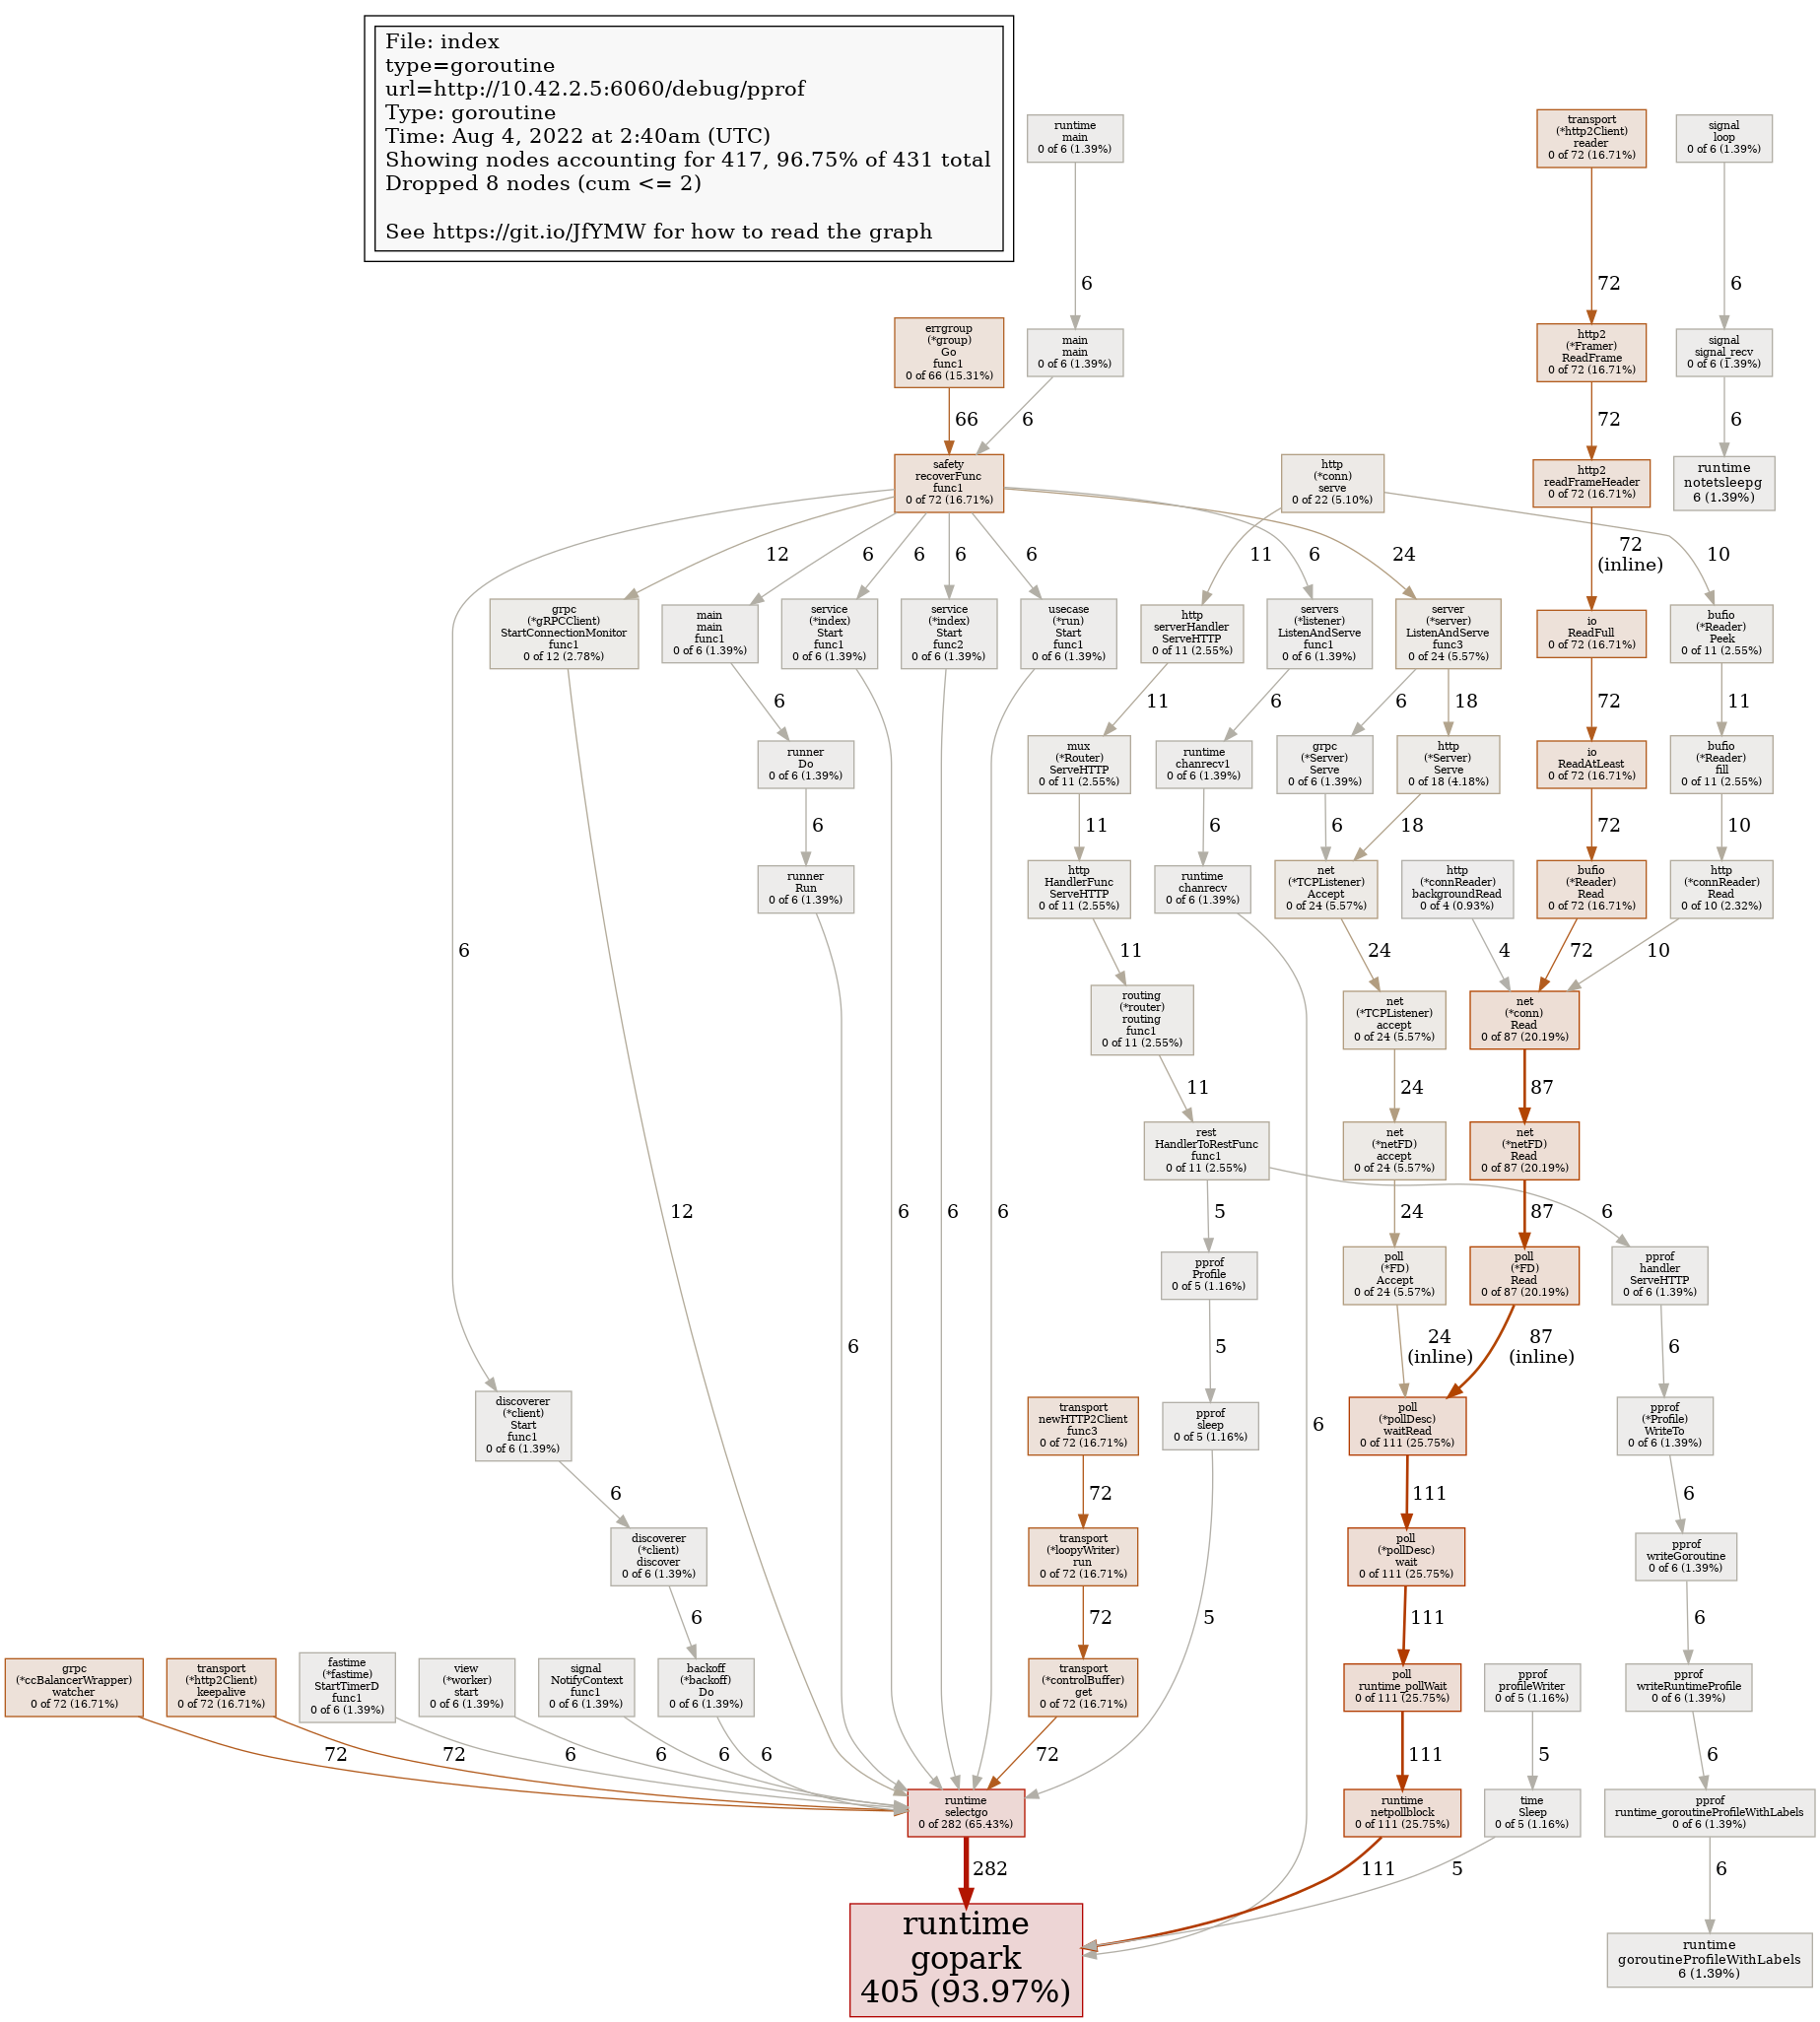 File: index
type=goroutine
url=http://10.42.2.5:6060/debug/pprof
Type: goroutine
Time: Aug 4, 2022 at 2:40am (UTC)
Showing nodes accounting for 417, 96.75% of 431 total
Dropped 8 nodes (cum <= 2)
See https://git.io/JfYMW for how to read the graph
runtime
main
0 of 6 (1.39%)
transport
(*http2Client)
reader
0 of 72 (16.71%)
signal
loop
0 of 6 (1.39%)
6
72
6
errgroup
(*group)
Go
func1
0 of 66 (15.31%)
main
main
0 of 6 (1.39%)
http2
(*Framer)
ReadFrame
0 of 72 (16.71%)
signal
signal_recv
0 of 6 (1.39%)
66
6
72
6
safety
recoverFunc
func1
0 of 72 (16.71%)
http
(*conn)
serve
0 of 22 (5.10%)
http2
readFrameHeader
0 of 72 (16.71%)
runtime
notetsleepg
6 (1.39%)
12
6
6
6
6
11
6
24
72
(inline)
10
grpc
(*gRPCClient)
StartConnectionMonitor
func1
0 of 12 (2.78%)
main
main
func1
0 of 6 (1.39%)
service
(*index)
Start
func1
0 of 6 (1.39%)
service
(*index)
Start
func2
0 of 6 (1.39%)
usecase
(*run)
Start
func1
0 of 6 (1.39%)
http
serverHandler
ServeHTTP
0 of 11 (2.55%)
servers
(*listener)
ListenAndServe
func1
0 of 6 (1.39%)
server
(*server)
ListenAndServe
func3
0 of 24 (5.57%)
io
ReadFull
0 of 72 (16.71%)
bufio
(*Reader)
Peek
0 of 11 (2.55%)
6
11
6
6
18
72
11
runner
Do
0 of 6 (1.39%)
mux
(*Router)
ServeHTTP
0 of 11 (2.55%)
runtime
chanrecv1
0 of 6 (1.39%)
grpc
(*Server)
Serve
0 of 6 (1.39%)
http
(*Server)
Serve
0 of 18 (4.18%)
io
ReadAtLeast
0 of 72 (16.71%)
bufio
(*Reader)
fill
0 of 11 (2.55%)
6
11
6
6
18
72
10
runner
Run
0 of 6 (1.39%)
http
HandlerFunc
ServeHTTP
0 of 11 (2.55%)
runtime
chanrecv
0 of 6 (1.39%)
net
(*TCPListener)
Accept
0 of 24 (5.57%)
http
(*connReader)
backgroundRead
0 of 4 (0.93%)
bufio
(*Reader)
Read
0 of 72 (16.71%)
http
(*connReader)
Read
0 of 10 (2.32%)
6
11
24
4
72
10
routing
(*router)
routing
func1
0 of 11 (2.55%)
net
(*TCPListener)
accept
0 of 24 (5.57%)
net
(*conn)
Read
0 of 87 (20.19%)
11
24
87
rest
HandlerToRestFunc
func1
0 of 11 (2.55%)
net
(*netFD)
accept
0 of 24 (5.57%)
net
(*netFD)
Read
0 of 87 (20.19%)
12
6
6
6
5
24
87
6
pprof
Profile
0 of 5 (1.16%)
poll
(*FD)
Accept
0 of 24 (5.57%)
poll
(*FD)
Read
0 of 87 (20.19%)
pprof
handler
ServeHTTP
0 of 6 (1.39%)
6
5
24
(inline)
87
(inline)
6
discoverer
(*client)
Start
func1
0 of 6 (1.39%)
transport
newHTTP2Client
func3
0 of 72 (16.71%)
pprof
sleep
0 of 5 (1.16%)
6
poll
(*pollDesc)
waitRead
0 of 111 (25.75%)
pprof
(*Profile)
WriteTo
0 of 6 (1.39%)
6
72
111
6
discoverer
(*client)
discover
0 of 6 (1.39%)
transport
(*loopyWriter)
run
0 of 72 (16.71%)
poll
(*pollDesc)
wait
0 of 111 (25.75%)
pprof
writeGoroutine
0 of 6 (1.39%)
6
72
5
111
6
grpc
(*ccBalancerWrapper)
watcher
0 of 72 (16.71%)
transport
(*http2Client)
keepalive
0 of 72 (16.71%)
fastime
(*fastime)
StartTimerD
func1
0 of 6 (1.39%)
view
(*worker)
start
0 of 6 (1.39%)
signal
NotifyContext
func1
0 of 6 (1.39%)
backoff
(*backoff)
Do
0 of 6 (1.39%)
transport
(*controlBuffer)
get
0 of 72 (16.71%)
poll
runtime_pollWait
0 of 111 (25.75%)
pprof
profileWriter
0 of 5 (1.16%)
pprof
writeRuntimeProfile
0 of 6 (1.39%)
72
72
6
6
6
6
72
111
5
6
runtime
selectgo
0 of 282 (65.43%)
runtime
netpollblock
0 of 111 (25.75%)
time
Sleep
0 of 5 (1.16%)
pprof
runtime_goroutineProfileWithLabels
0 of 6 (1.39%)
282
111
5
6
runtime
gopark
405 (93.97%)
runtime
goroutineProfileWithLabels
6 (1.39%)